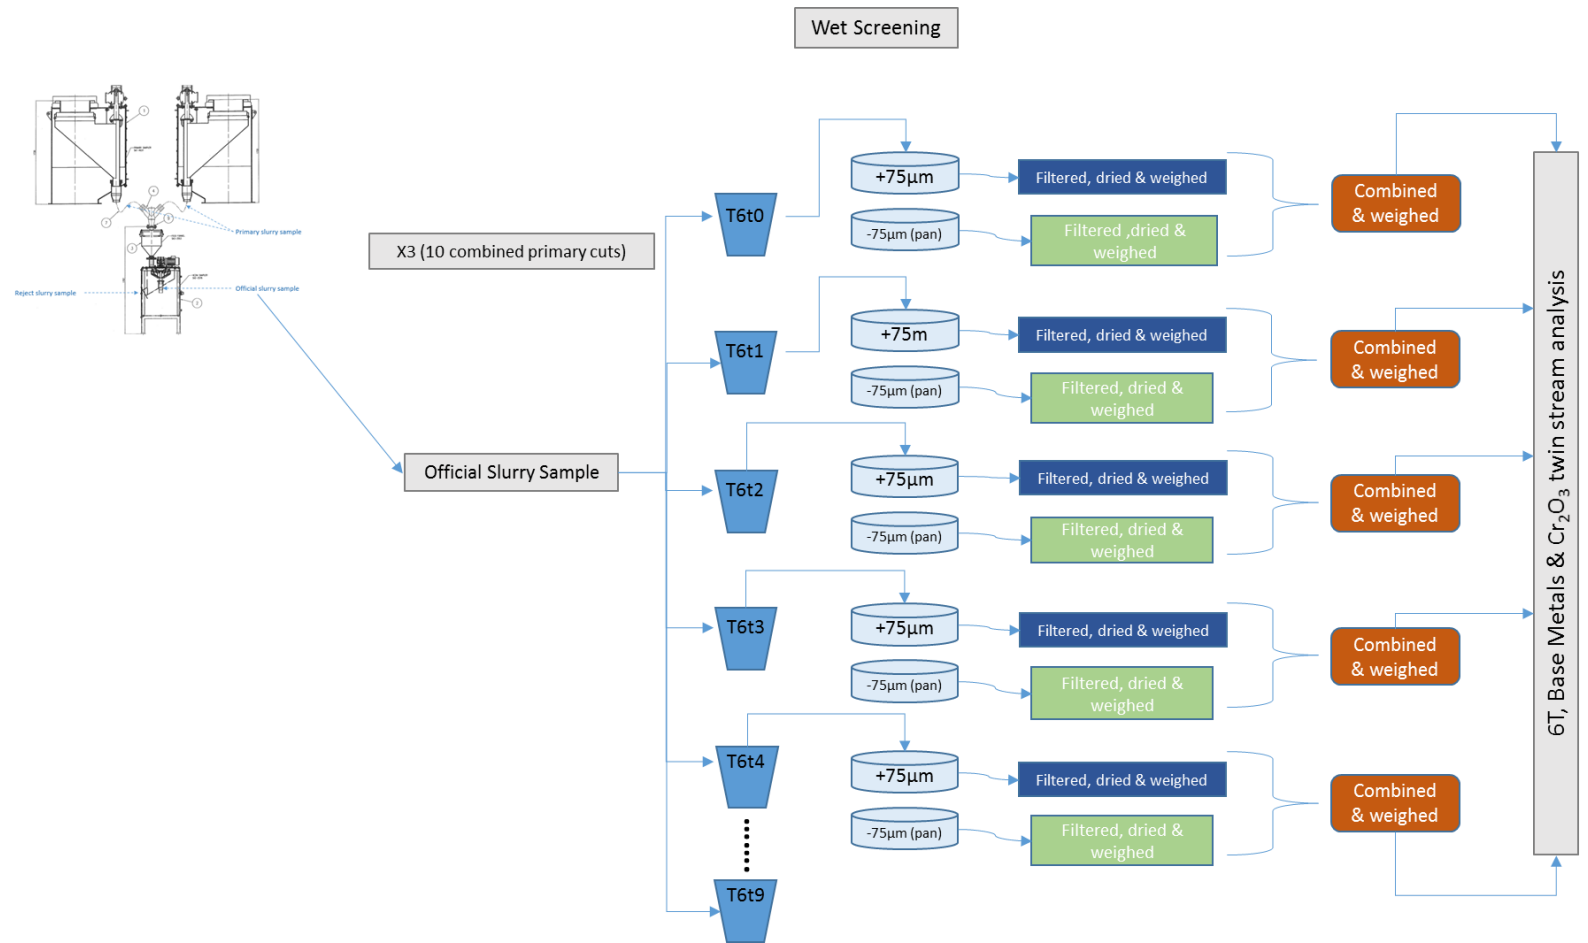 Wet Screening
Primary slurry sample
Reject slurry sample
Official slurry sample
X3 (10 combined primary cuts)
Official Slurry Sample
T6t0
+75µm
-75µm (pan)
Filtered, dried & weighed
Filtered ,dried &
weighed
Combined
& weighed
T6t1
+75m
-75µm (pan)
Filtered, dried & weighed
Filtered, dried &
weighed
Combined
& weighed
T6t2
+75µm
-75µm (pan)
Filtered, dried & weighed
Filtered, dried &
weighed
Combined
& weighed
T6t3
+75µm
-75µm (pan)
Filtered, dried & weighed
Filtered, dried &
weighed
Combined
& weighed
T6t4
+75µm
-75µm (pan)
Filtered, dried & weighed
Filtered, dried &
weighed
Combined
& weighed
T6t9
6T, Base Metals & Cr₂O₃ twin stream analysis